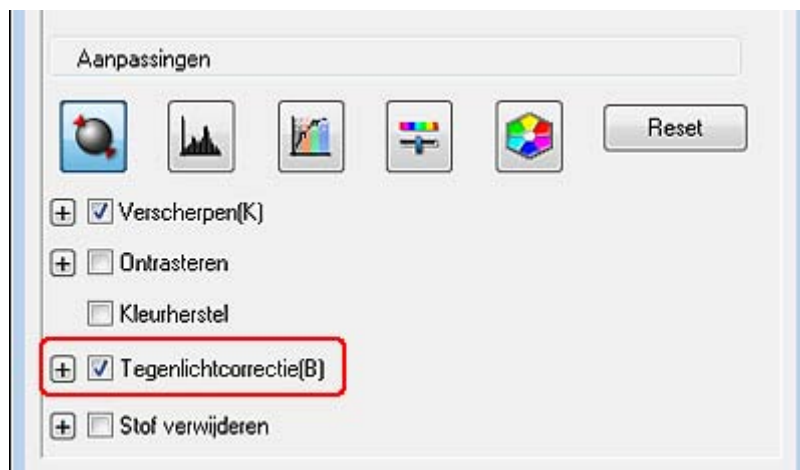 Aanpassingen
Reset
Verscherpen(K)
Ontrasteren
Kleurherstel
Tegenlichtcorrectie(B)
Stof verwijderen